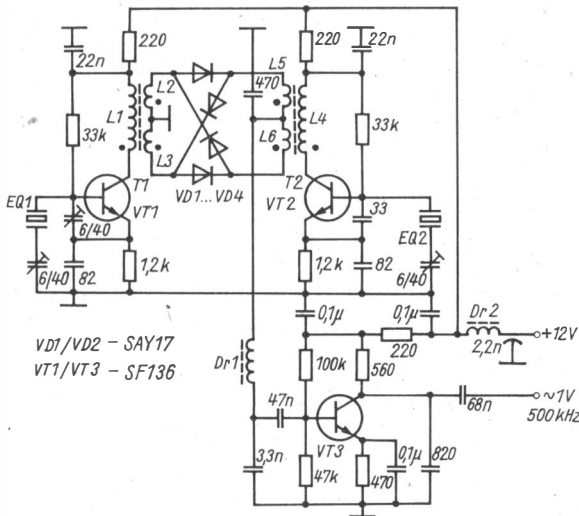 220
220
22n
22n
L2
L5
470
L1
L4
33k
33k
L3
L6
T1
T2
VD1...VD4
VT1
VT2
EQ1
33
EQ2
6/40
6/40
82
1,2k
1,2k
82
6/40
0,1µ
0,1µ
Dr2
+12V
VD1/VD2 – SAY17
VT1/VT3 – SF136
220
2,2n
Dr1
100k
560
47n
68n
~1V
500kHz
VT3
3,3n
47k
470
0,1µ
820